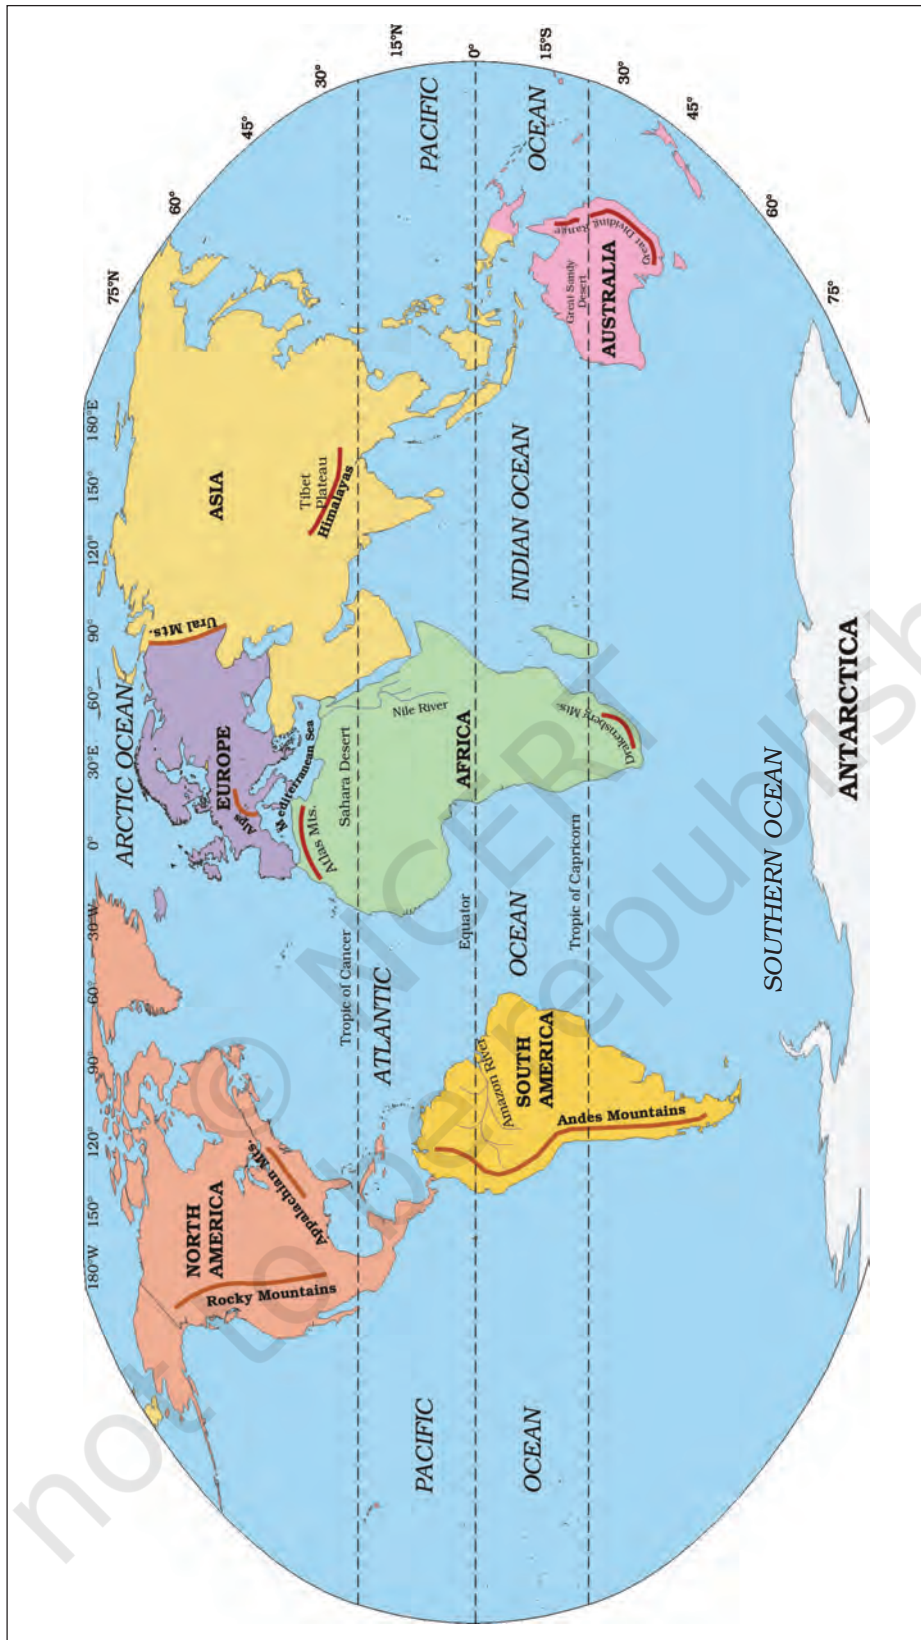 180°W
150°
120°
90°
60°
30°W
0°
30°E
60°
90°
120°
150°
180°E
75°N
60°
45°
30°
15°N
0°
15°S
30°
45°
60°
75°
ARCTIC OCEAN
NORTH
AMERICA
Rocky Mountains
Appalachian Mts.
EUROPE
Alps
Ural Mts.
Mediterranean Sea
ASIA
Tibet
Plateau
Himalayas
Atlas Mts.
Sahara Desert
Nile River
AFRICA
Drakensberg Mts.
Tropic of Cancer
Equator
Tropic of Capricorn
PACIFIC
OCEAN
ATLANTIC
OCEAN
INDIAN OCEAN
PACIFIC
OCEAN
Amazon River
SOUTH
AMERICA
Andes Mountains
Great Sandy
Desert
AUSTRALIA
Great Dividing Range
SOUTHERN OCEAN
ANTARCTICA
© NCERT
not to be republish